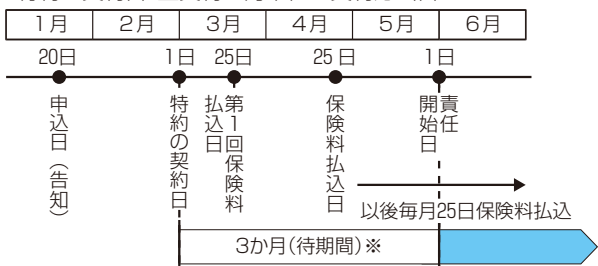 1月 2月 3月 4月 5月 6月
20日 1日 25日 25日 1日
申込日（告知）
特約の契約日
第1回保険料
払込日
保険料払込日
責任
開始日
以後毎月25日保険料払込
3か月（待期間）※